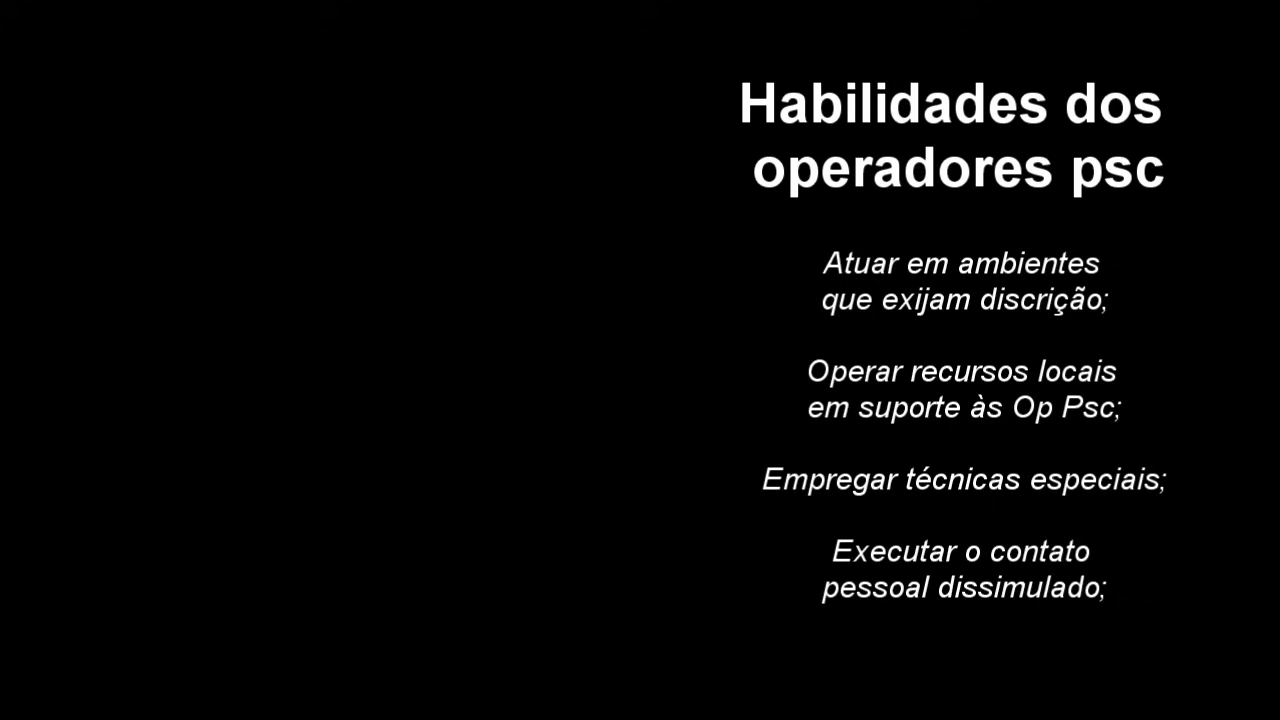 Habilidades dos
operadores psc
Atuar em ambientes
que exijam discrição;
Operar recursos locais
em suporte às Op Psc;
Empregar técnicas especiais;
Executar o contato
pessoal dissimulado;